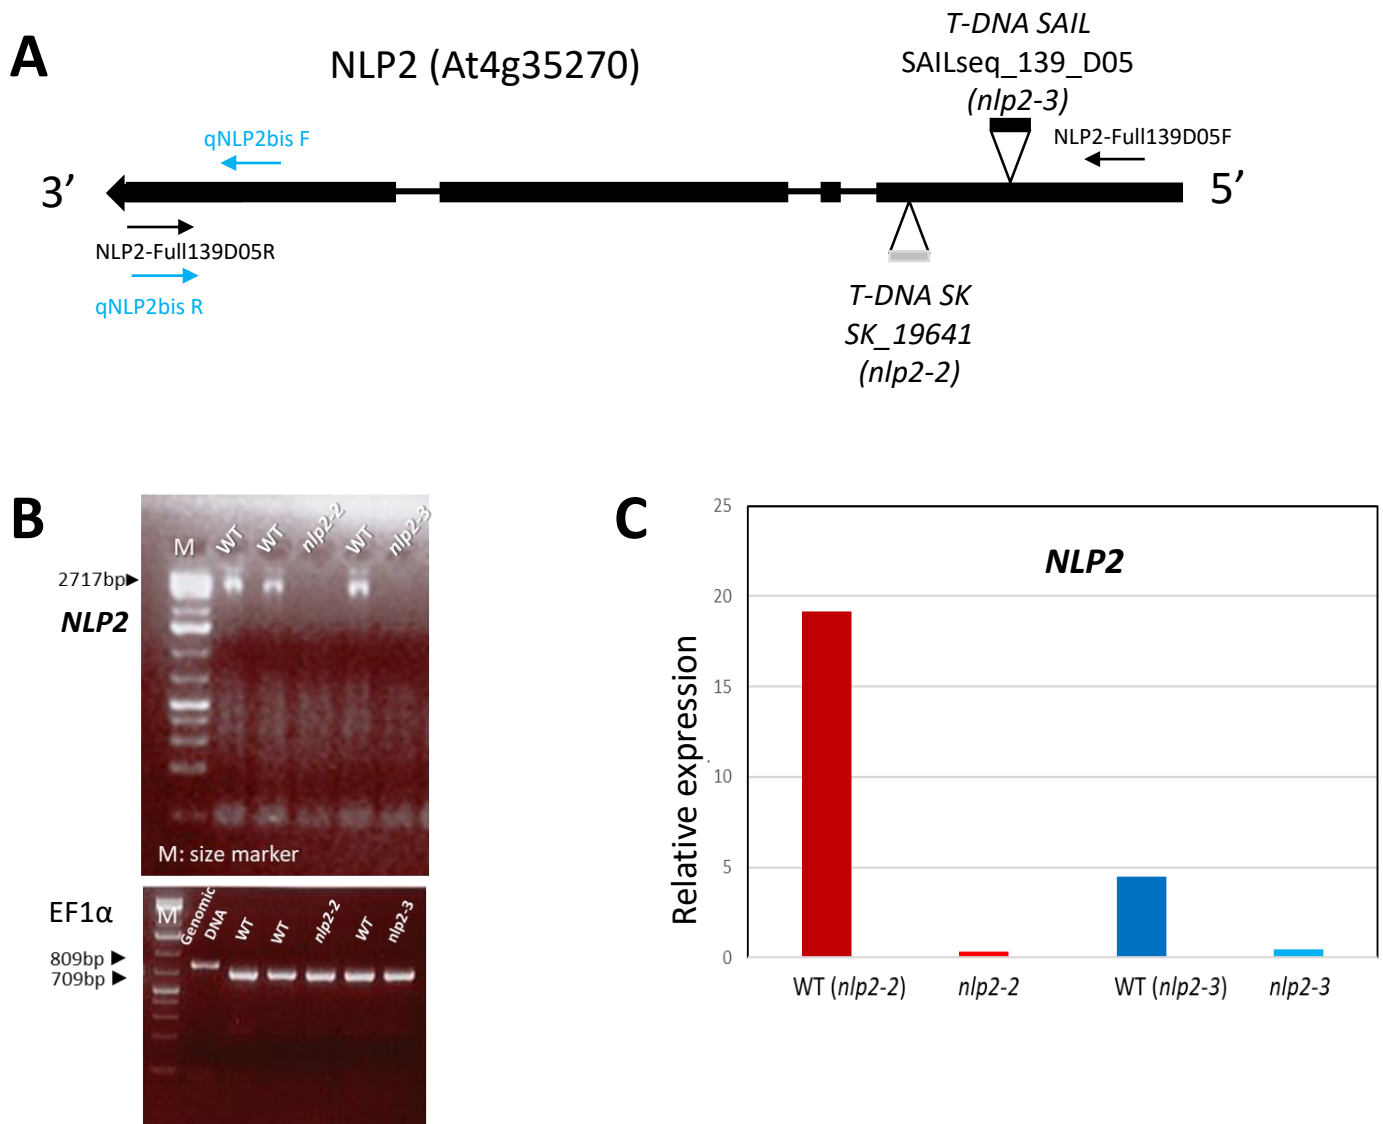 A
NLP2 (At4g35270)
T-DNA SAIL
SAILseq_139_D05
(nlp2-3)
qNLP2bis F
NLP2-Full139D05F
3’
5’
NLP2-Full139D05R
qNLP2bis R
T-DNA SK
SK_19641
(nlp2-2)
B
M
WT
WT
nlp2-2
WT
nlp2-3
2717bp
NLP2
M: size marker
EF1α
M
Genomic
DNA
WT
WT
nlp2-2
WT
nlp2-3
809bp
709bp
C
NLP2
Relative expression
25
20
15
10
5
0
WT (nlp2-2)
nlp2-2
WT (nlp2-3)
nlp2-3